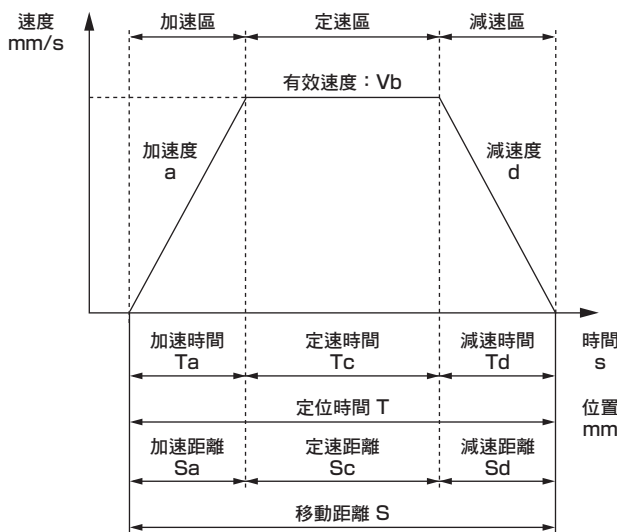 速度
mm/s
加速區
定速區
減速區
有效速度：Vb
加速度
a
減速度
d
加速時間
Ta
定速時間
Tc
減速時間
Td
時間
s
定位時間 T
位置
mm
加速距離
Sa
定速距離
Sc
減速距離
Sd
移動距離 S